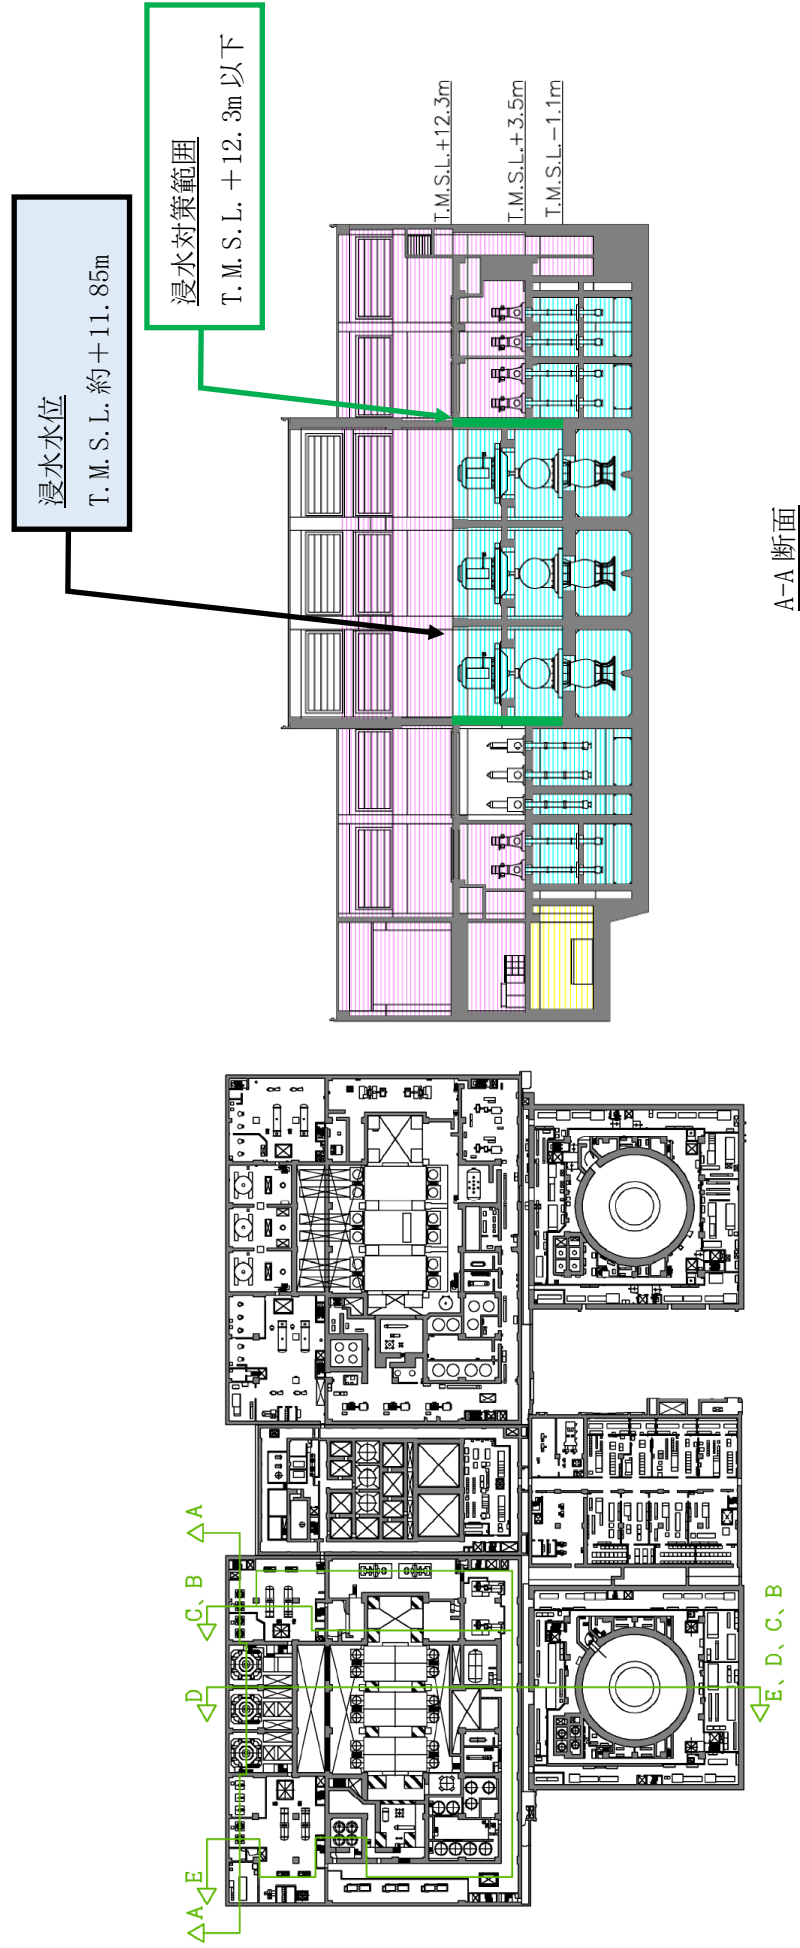 浸水水位
T.M.S.L.約＋11.85m
浸水対策範囲
T.M.S.L.＋12.3m以下
T.M.S.L.+12.3m
T.M.S.L.+3.5m
T.M.S.L.−1.1m
A-A 断面
A
C、B
D
E
A
E、D、C、B